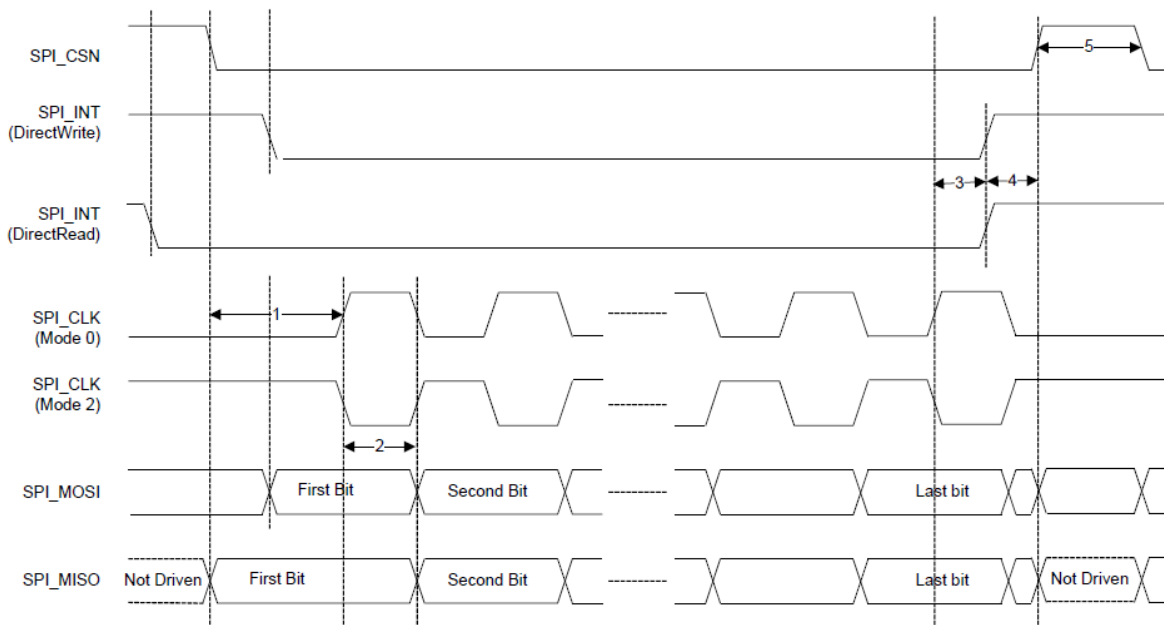 SPI_CSN
5
SPI_INT
(DirectWrite)
3
4
SPI_INT
(DirectRead)
SPI_CLK
(Mode 0)
1
SPI_CLK
(Mode 2)
2
SPI_MOSI
First Bit
Second Bit
Last bit
SPI_MISO
Not Driven
First Bit
Second Bit
Last bit
Not Driven